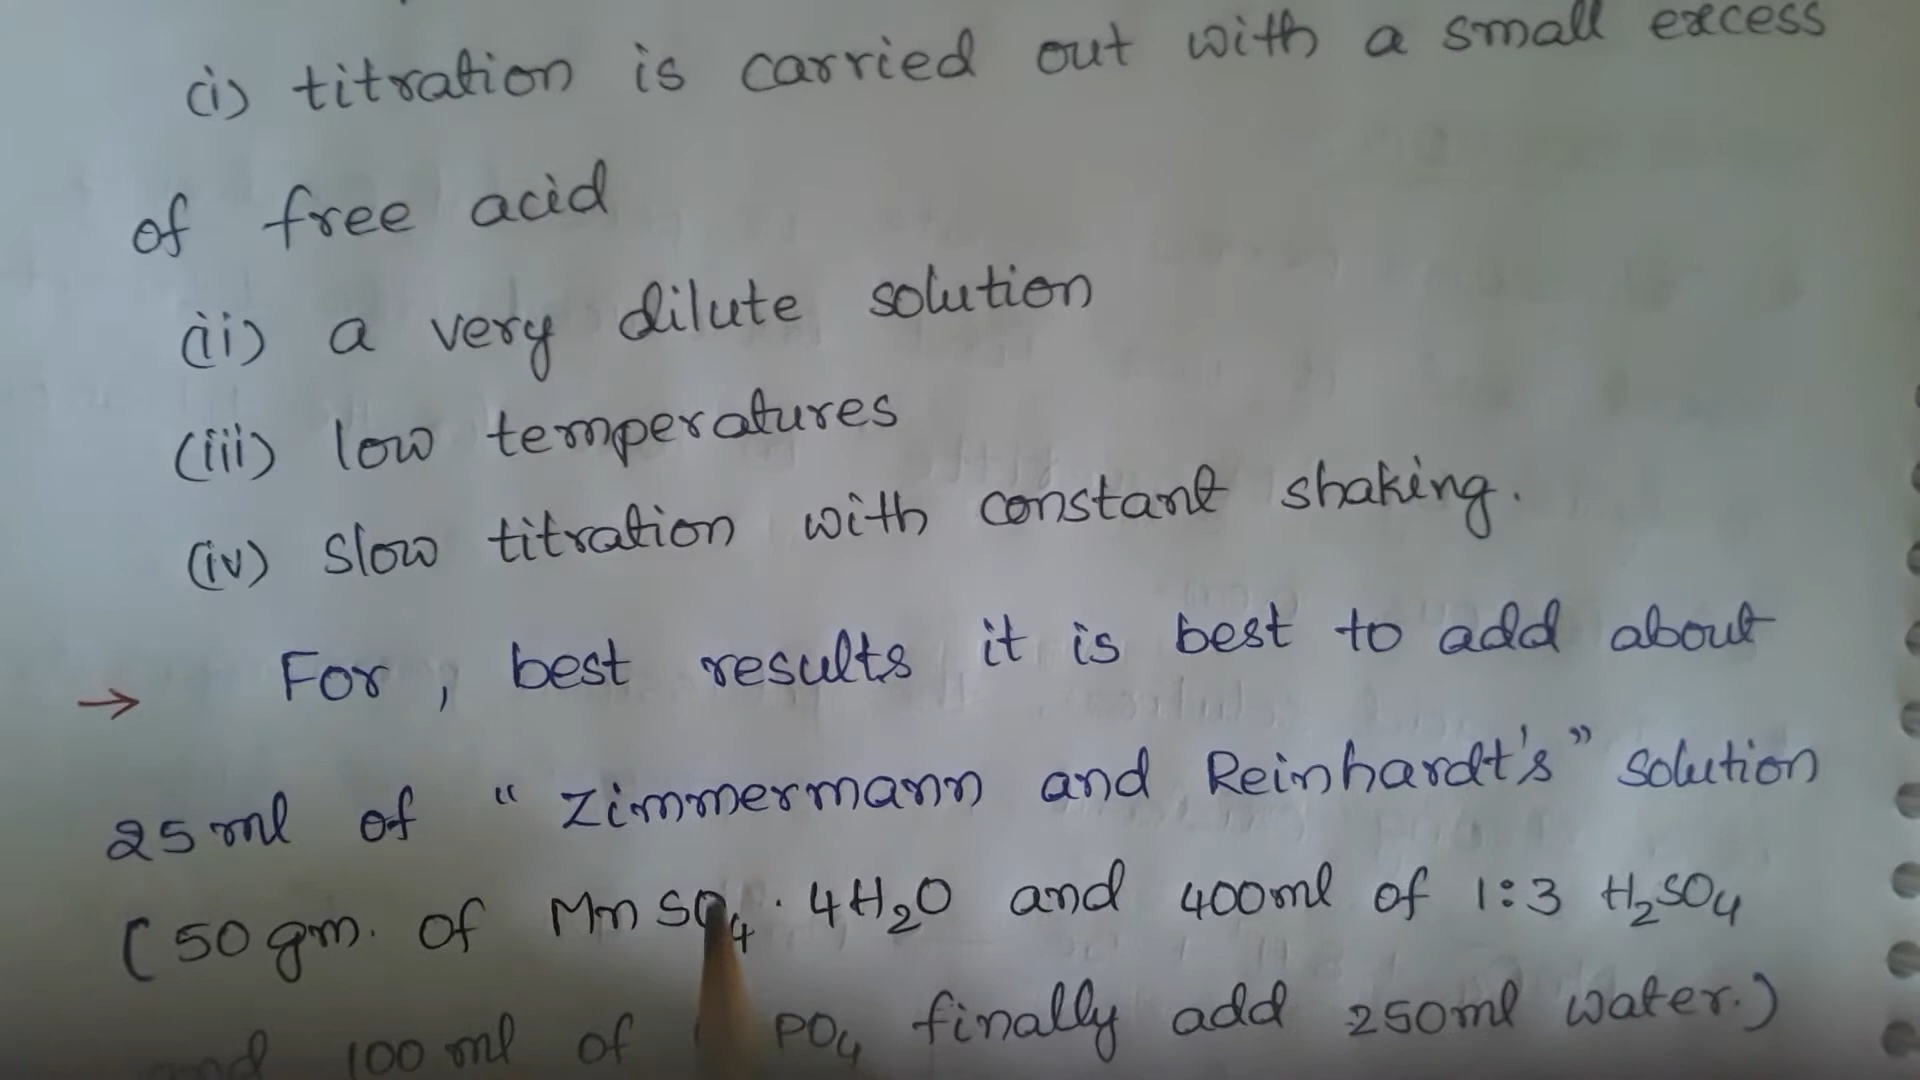 (i) titration is carried out with a small excess
of free acid
(ii) a very dilute solution
(iii) low temperatures
(iv) slow titration with constant shaking.
→ For, best results it is best to add about
25 ml of " Zimmermann and Reinhardt's" solution
(50 gm. of MnSO₄ · 4H₂O and 400ml of 1:3 H₂SO₄
100 ml of PO₄ finally add 250ml water.)